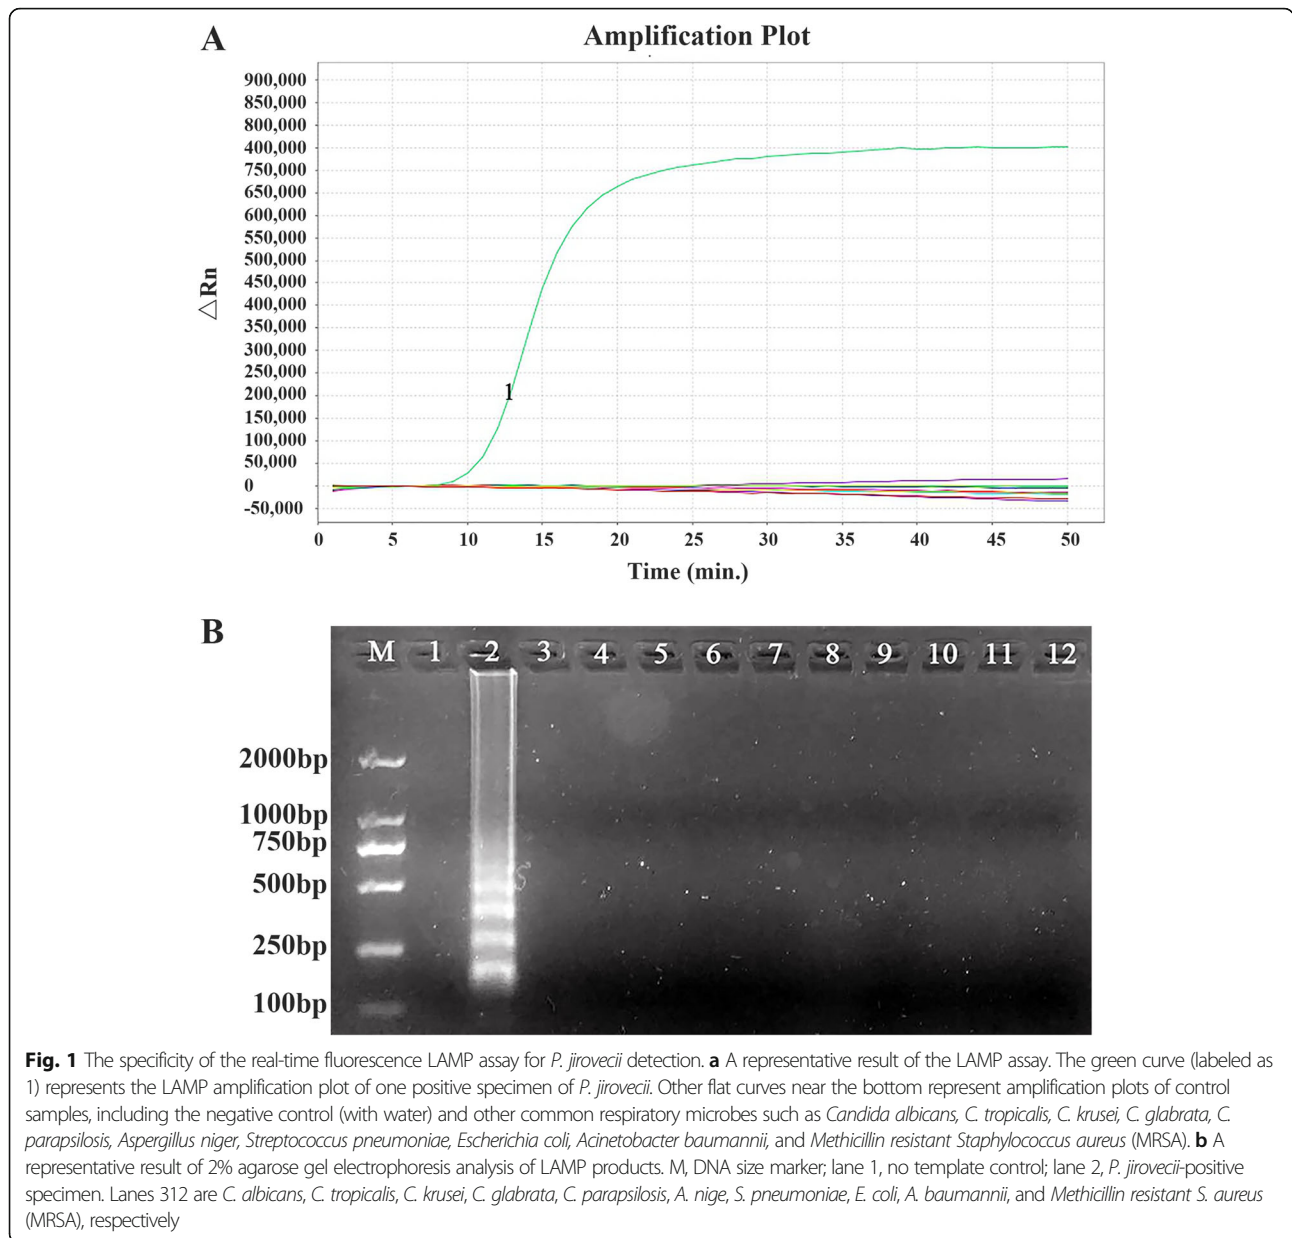 A
Amplification Plot
900,000
850,000
800,000
400,000
750,000
650,000
600,000
550,000
500,000
450,000
400,000
350,000
300,000
250,000
200,000
150,000
100,000
50,000
0
-50,000
△Rn
1
0 5 10 15 20 25 30 35 40 45 50
Time (min.)
B
M 1 2 3 4 5 6 7 8 9 10 11 12
2000bp
1000bp
750bp
500bp
250bp
100bp
Fig. 1 The specificity of the real-time fluorescence LAMP assay for P. jirovecii detection. a A representative result of the LAMP assay. The green curve (labeled as
1) represents the LAMP amplification plot of one positive specimen of P. jirovecii. Other flat curves near the bottom represent amplification plots of control
samples, including the negative control (with water) and other common respiratory microbes such as Candida albicans, C. tropicalis, C. krusei, C. glabrata, C.
parapsilosis, Aspergillus niger, Streptococcus pneumoniae, Escherichia coli, Acinetobacter baumannii, and Methicillin resistant Staphylococcus aureus (MRSA). b A
representative result of 2% agarose gel electrophoresis analysis of LAMP products. M, DNA size marker; lane 1, no template control; lane 2, P. jirovecii-positive
specimen. Lanes 312 are C. albicans, C. tropicalis, C. krusei, C. glabrata, C. parapsilosis, A. nige, S. pneumoniae, E. coli, A. baumannii, and Methicillin resistant S. aureus
(MRSA), respectively